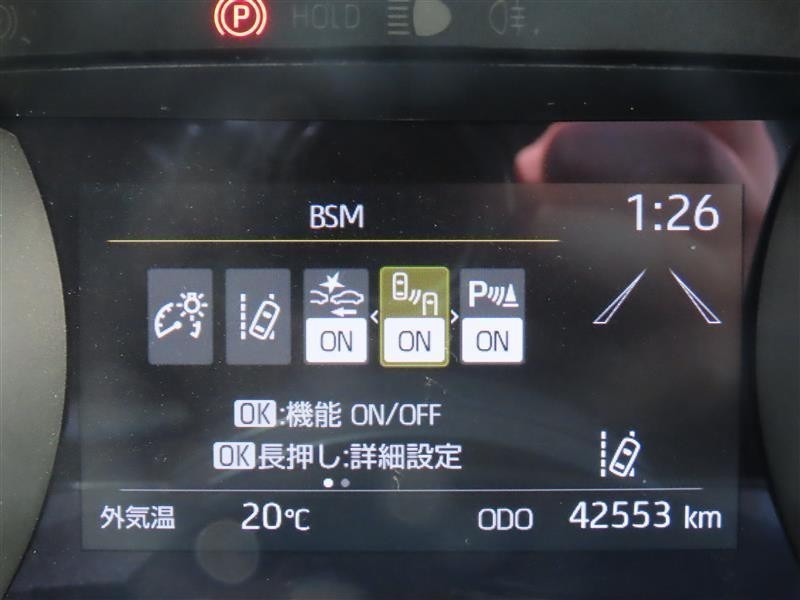 P HOLD
BSM 1:26
P
ON ON ON
OK:機能 ON/OFF
OK長押し:詳細設定
外気温 20℃ ODO 42553 km